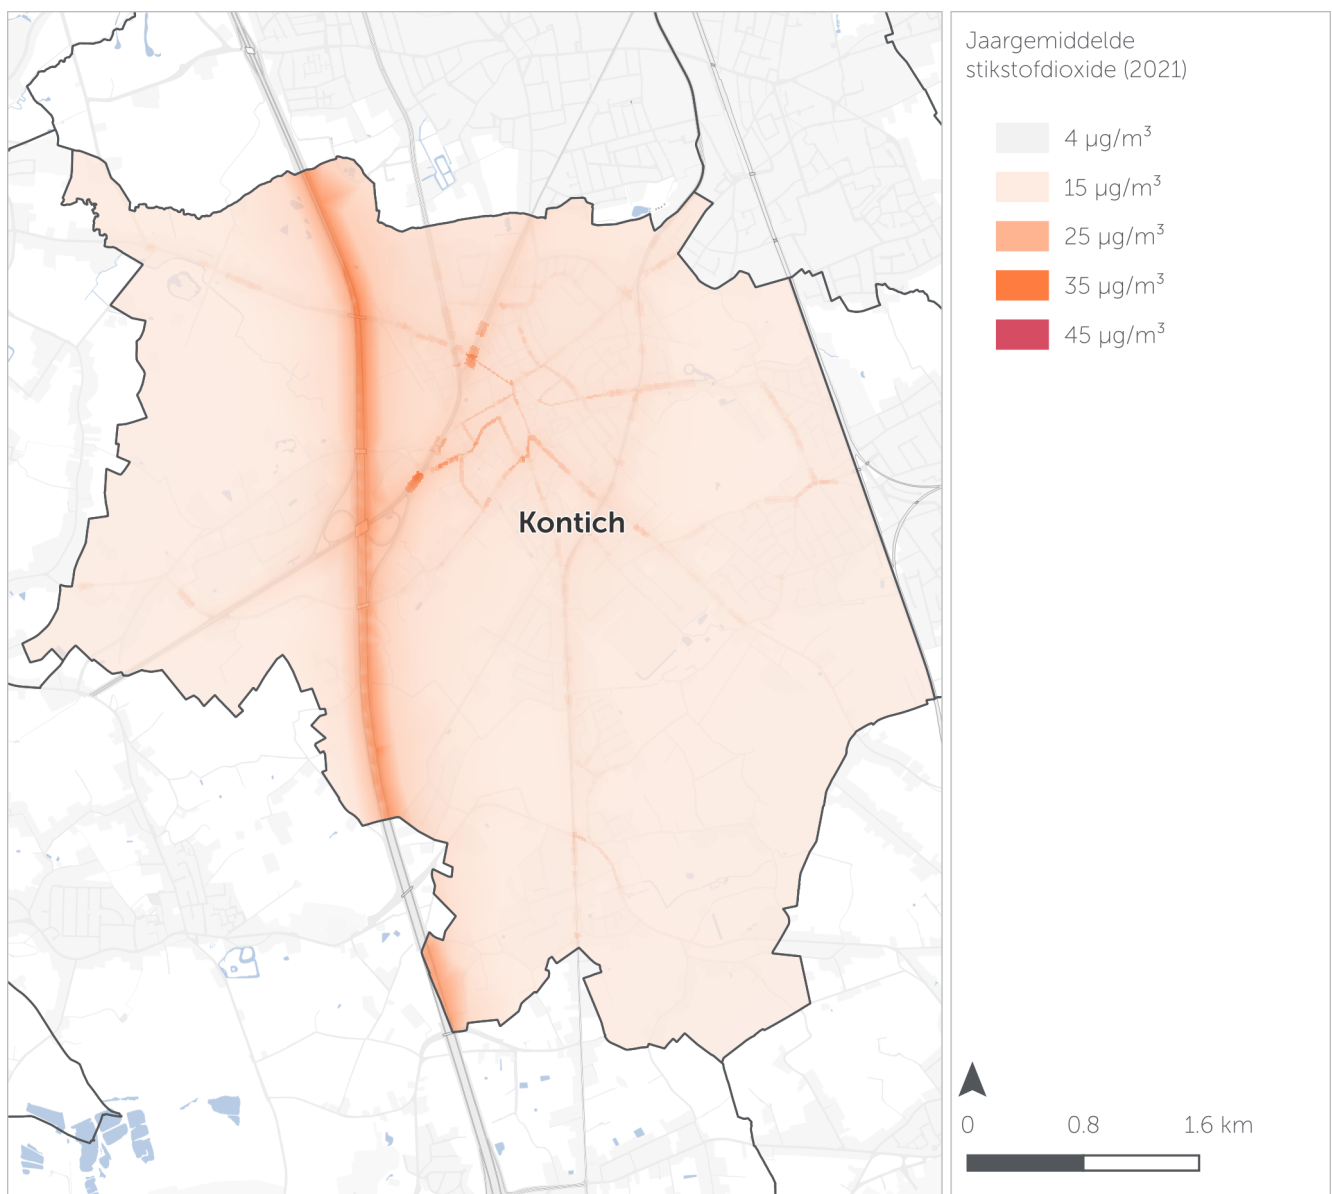 Jaargemiddelde
stikstofdioxide (2021)
4 µg/m³
15 µg/m³
25 µg/m³
35 µg/m³
45 µg/m³
Kontich
0 0.8 1.6 km